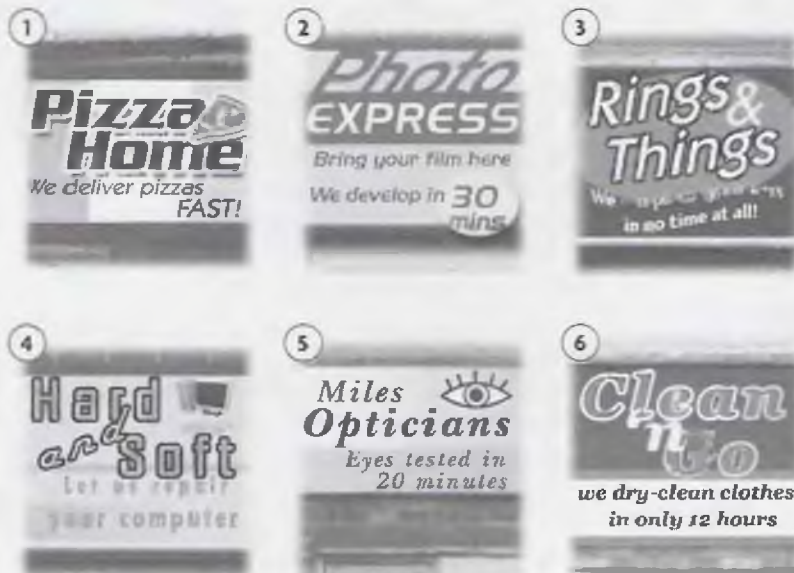 1
Pizza
Home
We deliver pizzas
FAST!
2
Photo
EXPRESS
Bring your film here
We develop in 30
mins
3
Rings &
Things
We
in no time at all!
4
Hard
and
Soft
Let us repair
your computer
5
Miles
Opticians
Eyes tested in
20 minutes
6
Clean
'n
Go
we dry-clean clothes
in only 12 hours